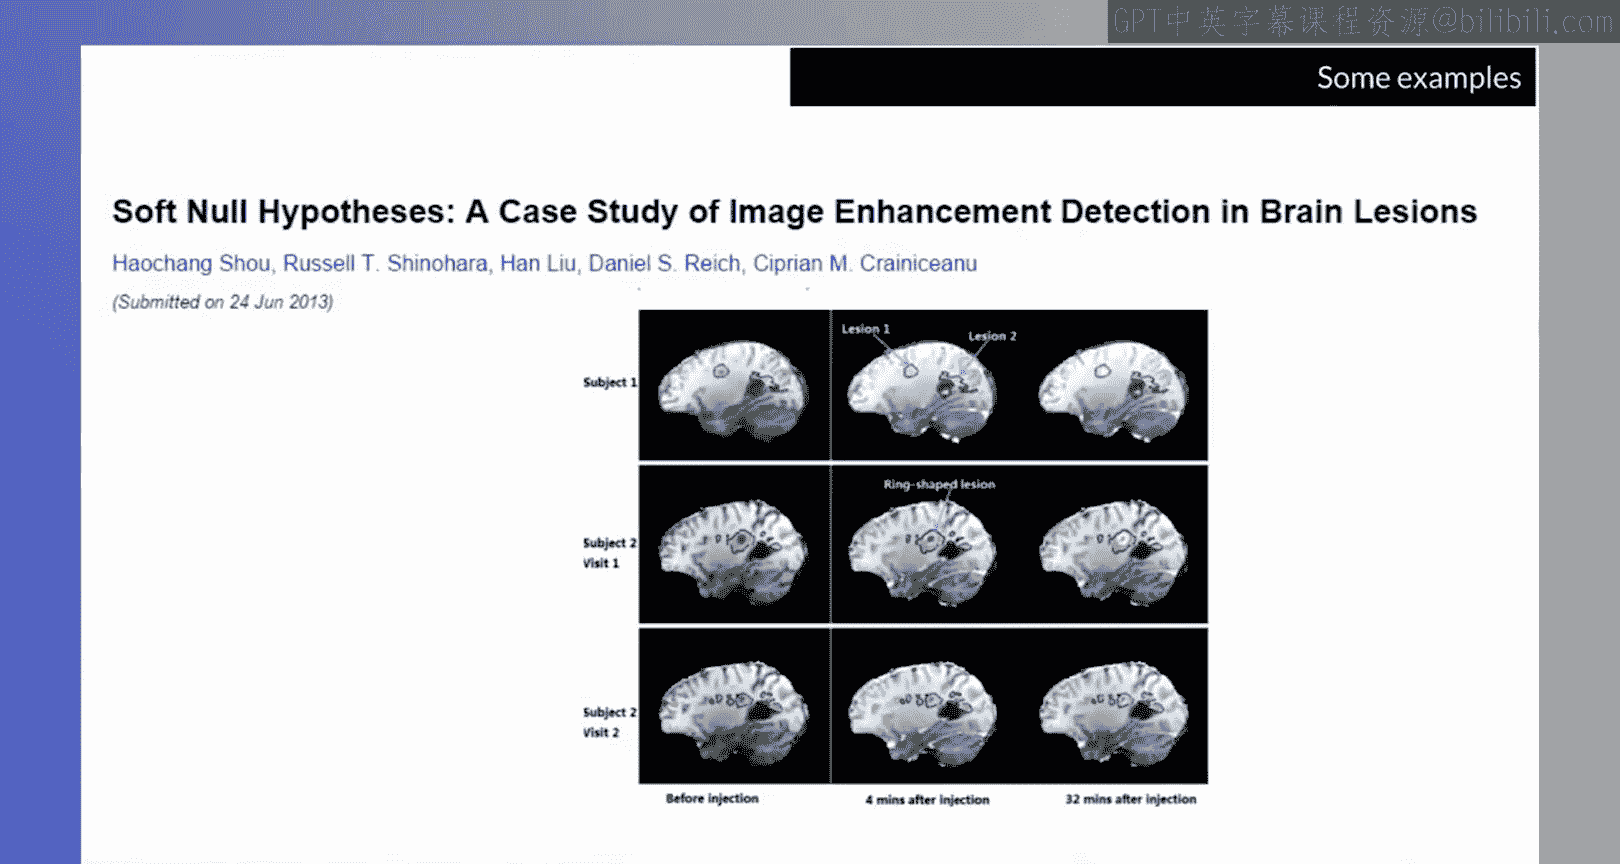 GPT中英字幕课程资源@bilibili.com
Some examples
Soft Null Hypotheses: A Case Study of Image Enhancement Detection in Brain Lesions
Haochang Shou, Russell T. Shinohara, Han Liu, Daniel S. Reich, Ciprian M. Crainiceanu
(Submitted on 24 Jun 2013)
Lesion 1
Lesion 2
Subject 1
Ring-shaped lesion
Subject 2
Visit 1
Subject 2
Visit 2
Before injection
4 mins after injection
32 mins after injection